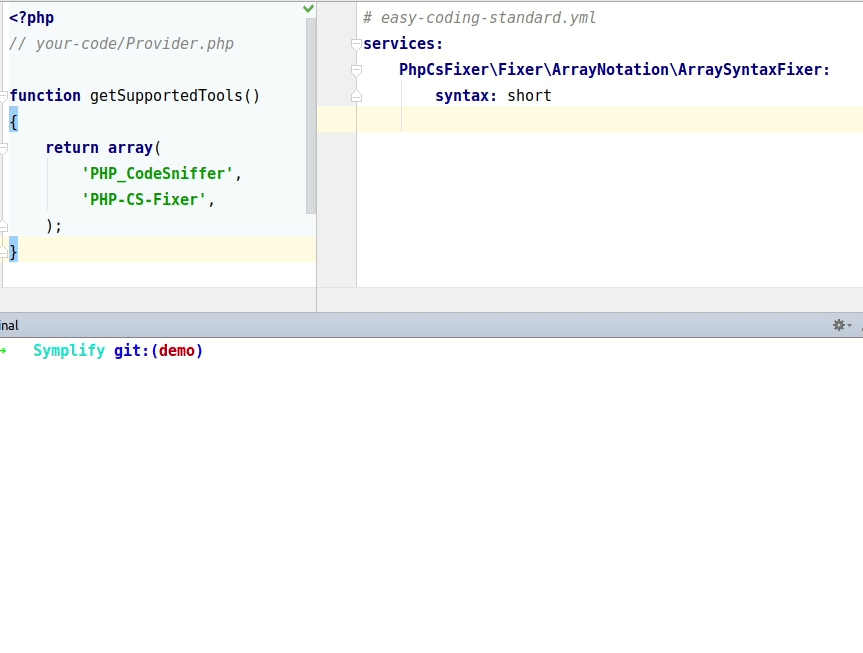 <?php
// your-code/Provider.php
function getSupportedTools()
{
return array(
'PHP_CodeSniffer',
'PHP-CS-Fixer',
);
}
# easy-coding-standard.yml
services:
PhpCsFixer\Fixer\ArrayNotation\ArraySyntaxFixer:
syntax: short
inal
→ Symplify git:(demo)